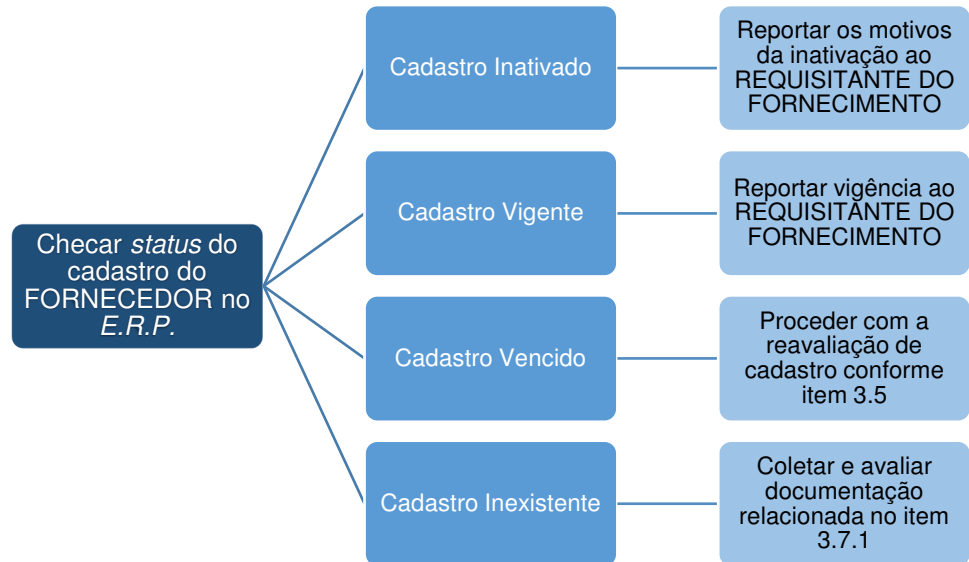 Checar status do
cadastro do
FORNECEDOR no
E.R.P.
Cadastro Inativado
Reportar os motivos
da inativação ao
REQUISITANTE DO
FORNECIMENTO
Cadastro Vigente
Reportar vigência ao
REQUISITANTE DO
FORNECIMENTO
Cadastro Vencido
Proceder com a
reavaliação de
cadastro conforme
item 3.5
Cadastro Inexistente
Coletar e avaliar
documentação
relacionada no item
3.7.1